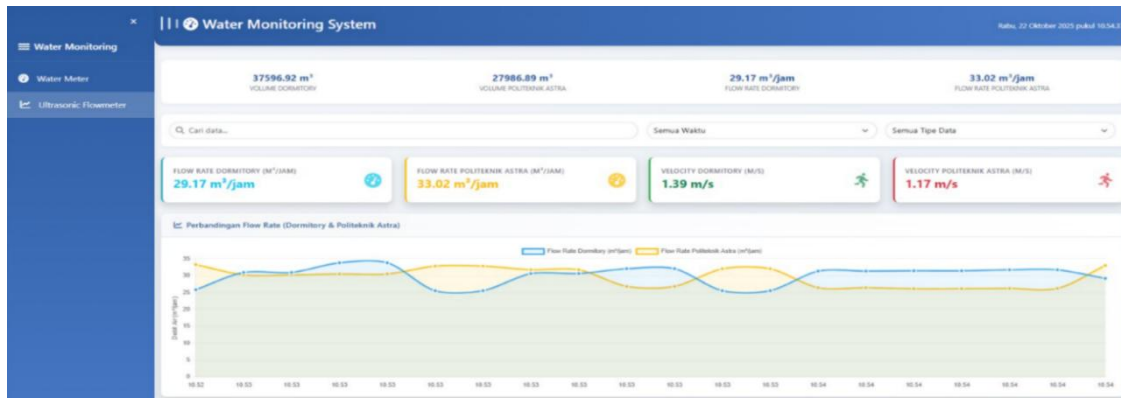 ×
Water Monitoring System
Rabu, 22 Oktober 2025 pukul 10.54.3
Water Monitoring
Water Meter
Ultrasonic Flowmeter
37596.92 m³
VOLUME DORMITORY
27986.89 m³
VOLUME POLITEKNIK ASTRA
29.17 m³/jam
FLOW RATE DORMITORY
33.02 m³/jam
FLOW RATE POLITEKNIK ASTRA
Cari data...
Semua Waktu
Semua Tipe Data
FLOW RATE DORMITORY (M³/JAM)
29.17 m³/jam
FLOW RATE POLITEKNIK ASTRA (M³/JAM)
33.02 m³/jam
VELOCITY DORMITORY (M/S)
1.39 m/s
VELOCITY POLITEKNIK ASTRA (M/S)
1.17 m/s
Perbandingan Flow Rate (Dormitory & Politeknik Astra)
Flow Rate Dormitory (m³/jam) Flow Rate Politeknik Astra (m³/jam)
Debit Air (m³/jam)
35
30
25
20
15
10
5
0
10.52 10.53 10.53 10.53 10.53 10.53 10.53 10.53 10.53 10.53 10.53 10.53 10.53 10.54 10.54 10.54 10.54 10.54 10.54 10.54